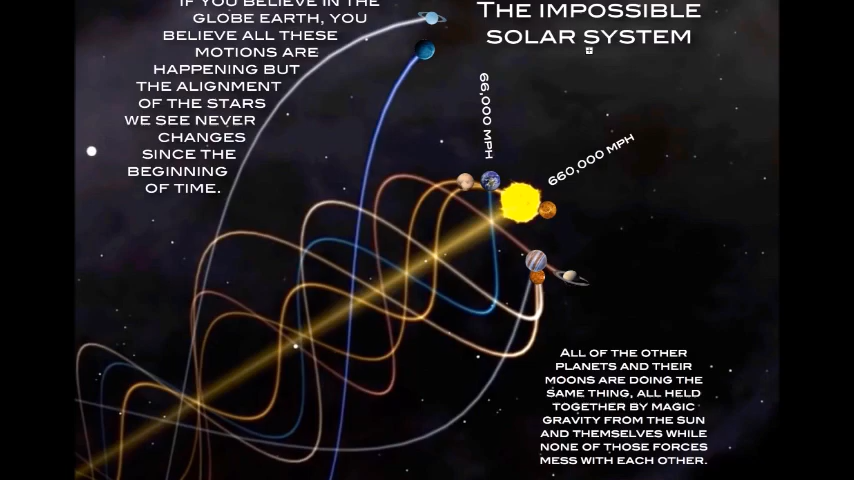 IF YOU BELIEVE IN THE
GLOBE EARTH, YOU
BELIEVE ALL THESE
MOTIONS ARE
HAPPENING BUT
THE ALIGNMENT
OF THE STARS
WE SEE NEVER
CHANGES
SINCE THE
BEGINNING
OF TIME.
THE IMPOSSIBLE
SOLAR SYSTEM
66,000 MPH
660,000 MPH
ALL OF THE OTHER
PLANETS AND THEIR
MOONS ARE DOING THE
SAME THING, ALL HELD
TOGETHER BY MAGIC
GRAVITY FROM THE SUN
AND THEMSELVES WHILE
NONE OF THOSE FORCES
MESS WITH EACH OTHER.